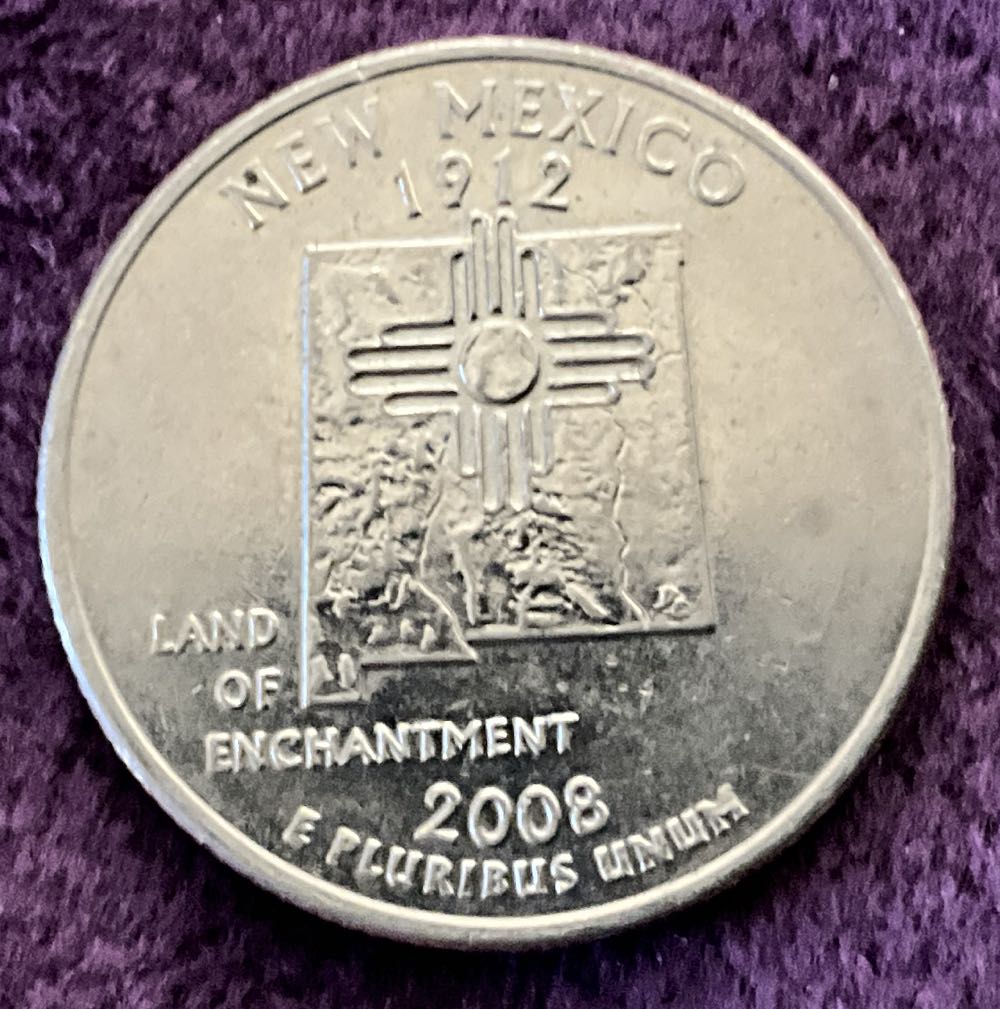 NEW MEXICO
1912
LAND
OF
ENCHANTMENT
2008
E PLURIBUS UNUM